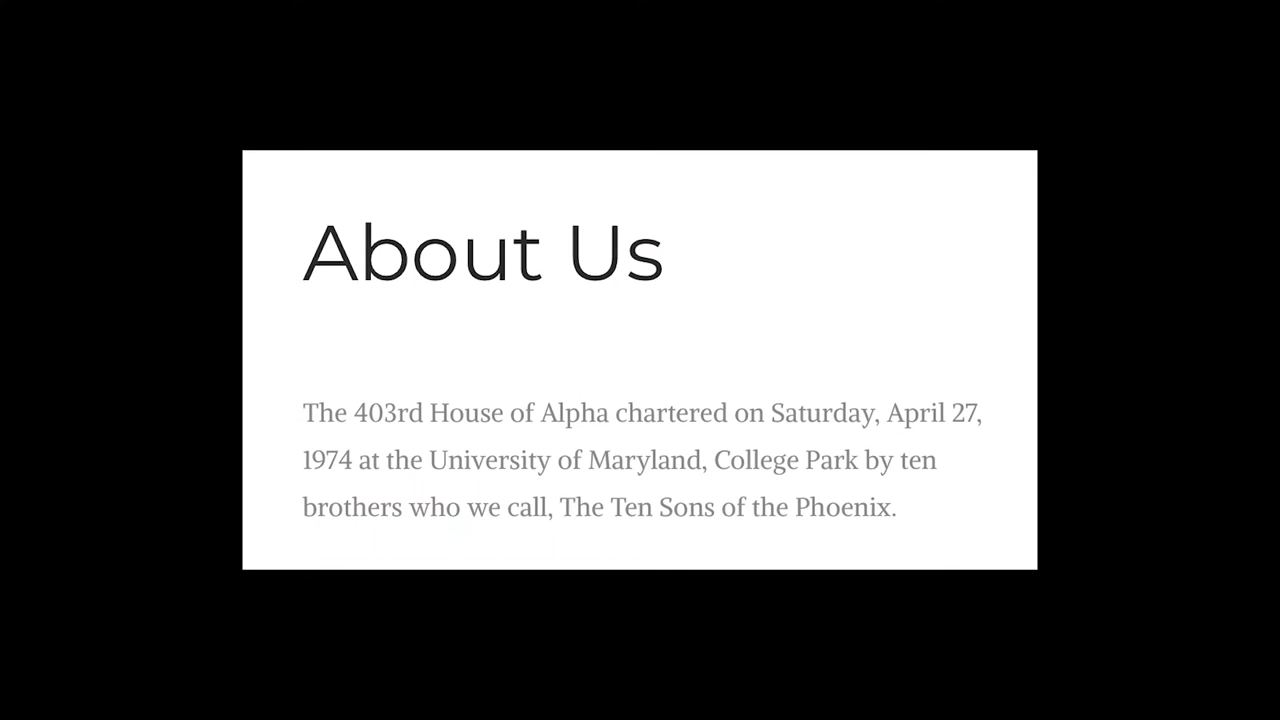 About Us
The 403rd House of Alpha chartered on Saturday, April 27,
1974 at the University of Maryland, College Park by ten
brothers who we call, The Ten Sons of the Phoenix.